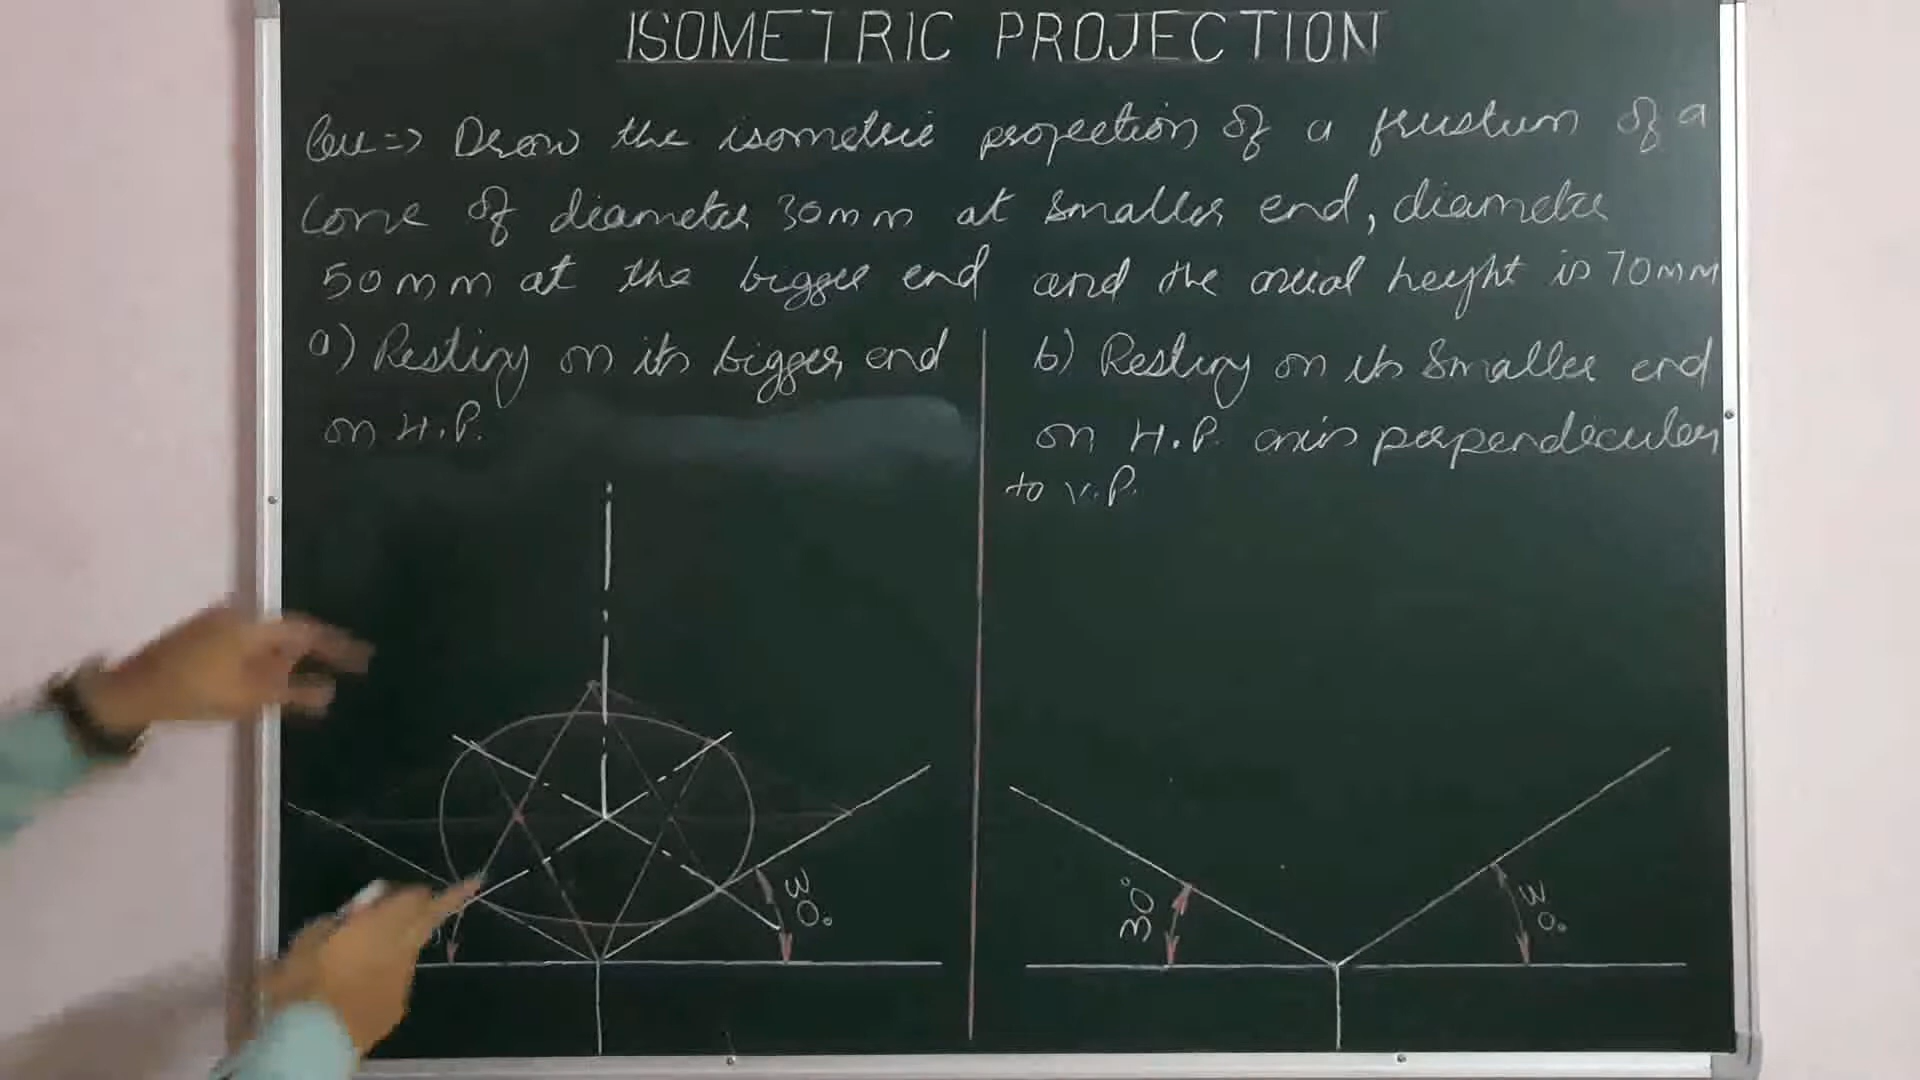 ISOMETRIC PROJECTION
Que => Draw the isometric projection of a frustum of a
Cone of diameter 30mm at smaller end, diameter
50mm at the bigger end and the axial height is 70mm
a) Resting on its bigger end
on H.P.
b) Resting on its smaller end
on H.P. axis perpendicular
to V.P.
30°
30°
30°